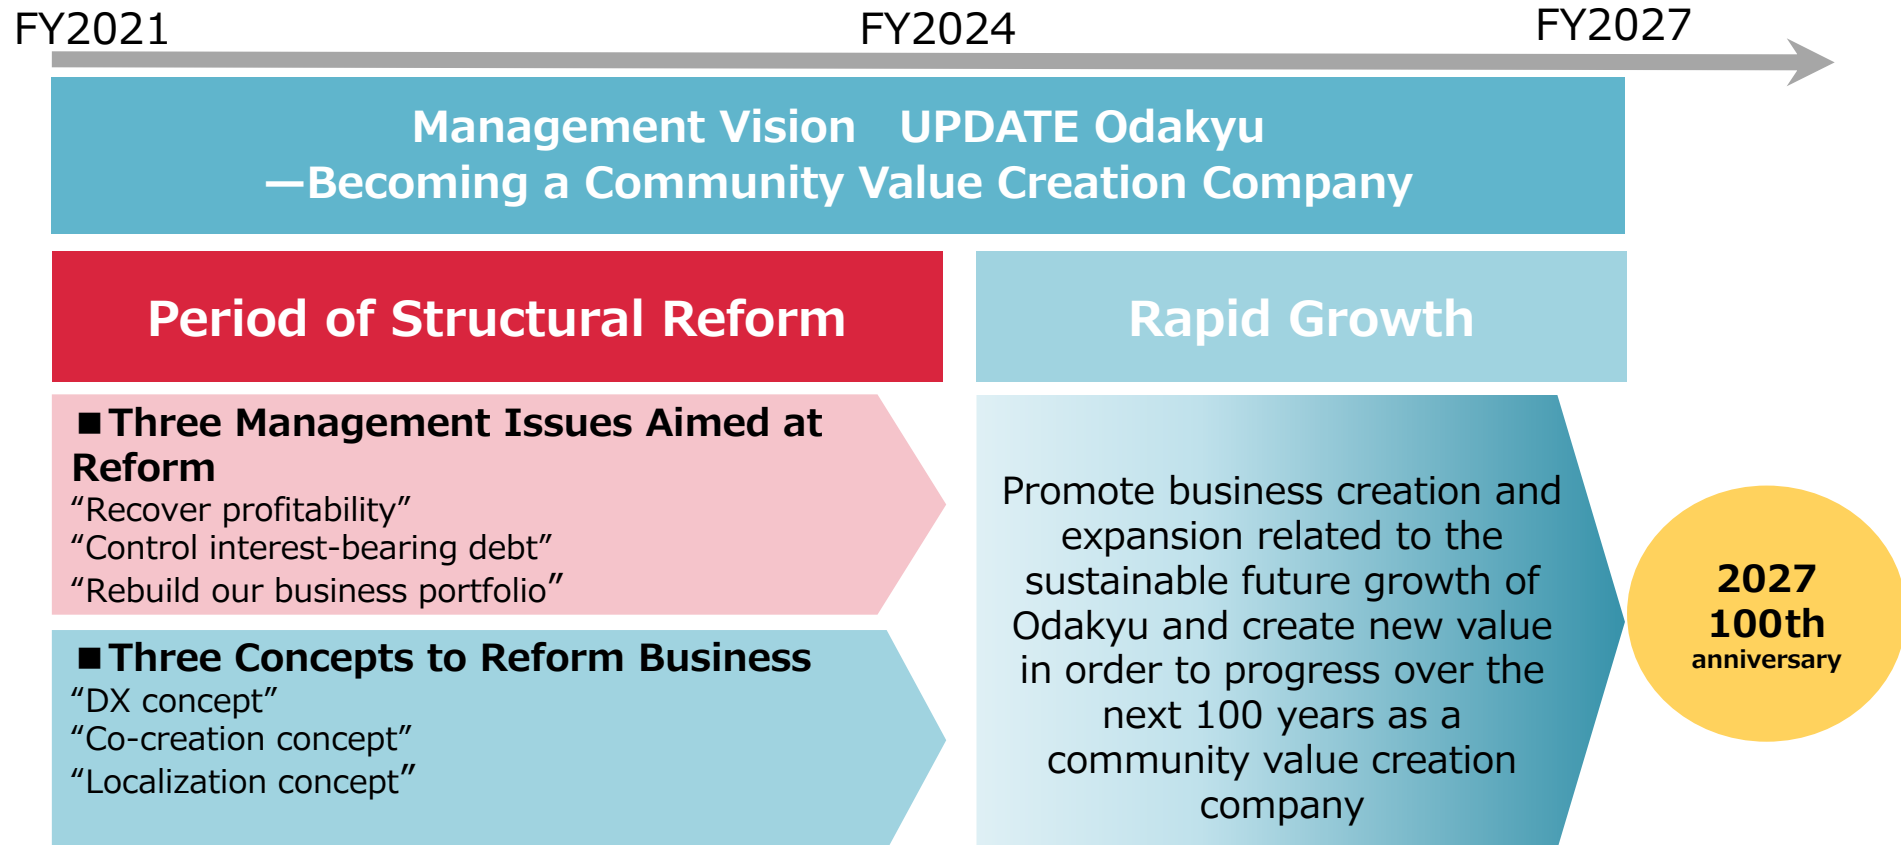 FY2021
FY2024
FY2027
Management Vision　UPDATE Odakyu
―Becoming a Community Value Creation Company
Period of Structural Reform
■Three Management Issues Aimed at
Reform
“Recover profitability”
“Control interest-bearing debt”
“Rebuild our business portfolio”
■Three Concepts to Reform Business
“DX concept”
“Co-creation concept”
“Localization concept”
Rapid Growth
Promote business creation and
expansion related to the
sustainable future growth of
Odakyu and create new value
in order to progress over the
next 100 years as a
community value creation
company
2027
100th
anniversary